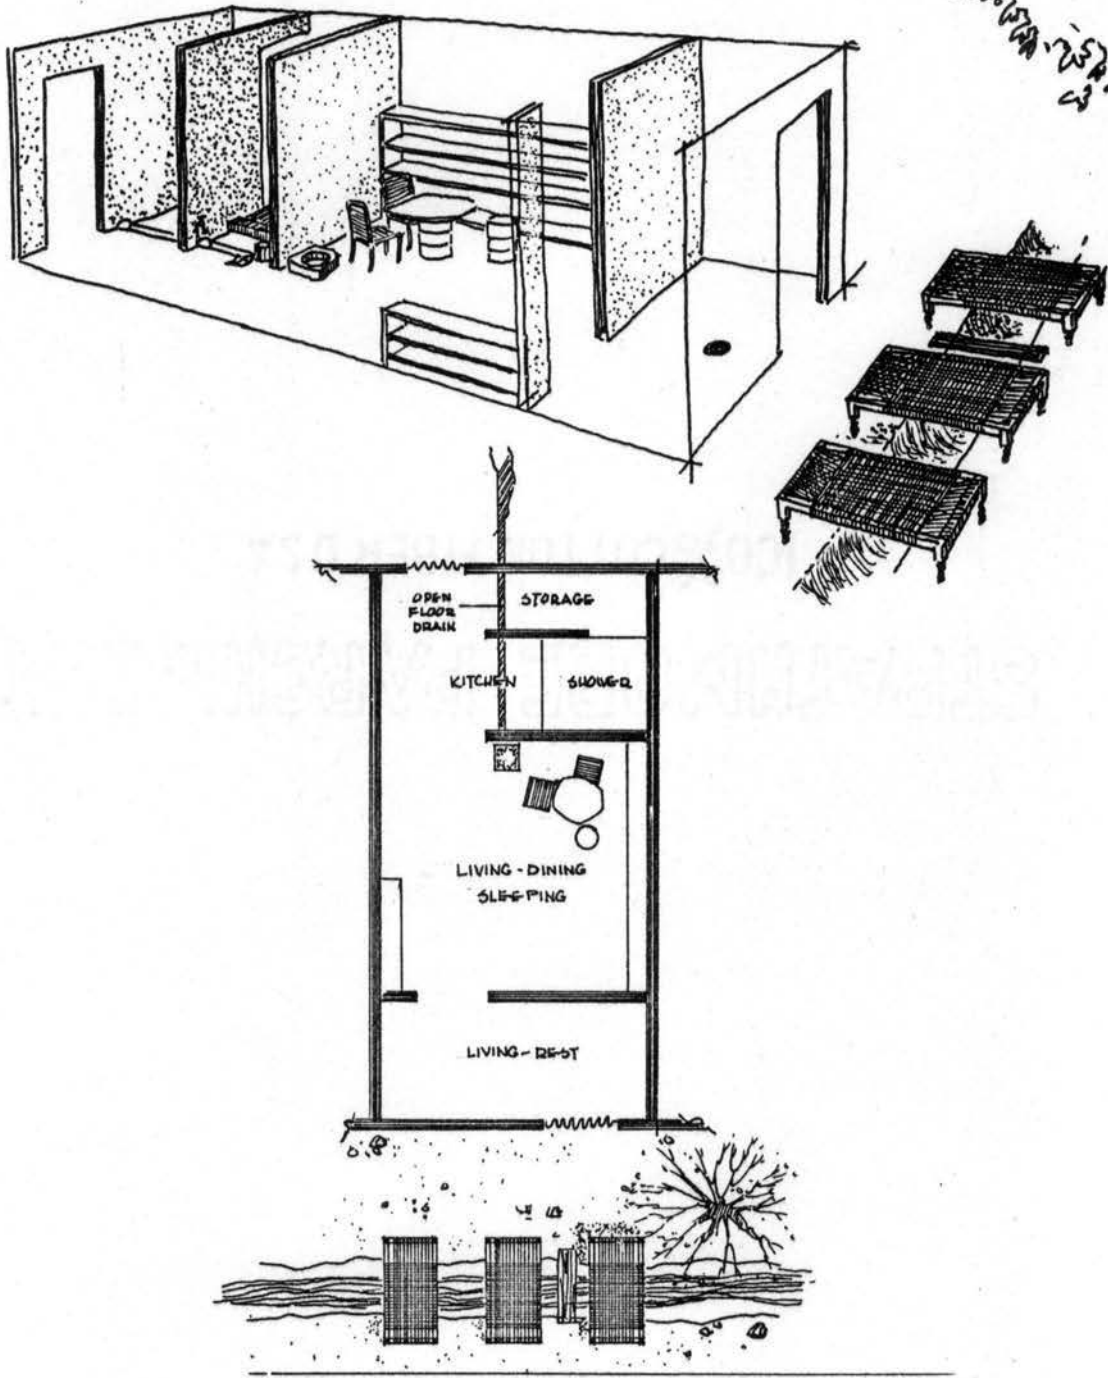 OPEN
FLOOR
DRAIN
STORAGE
KITCHEN
SHOWER
LIVING - DINING
SLEEPING
LIVING - REST